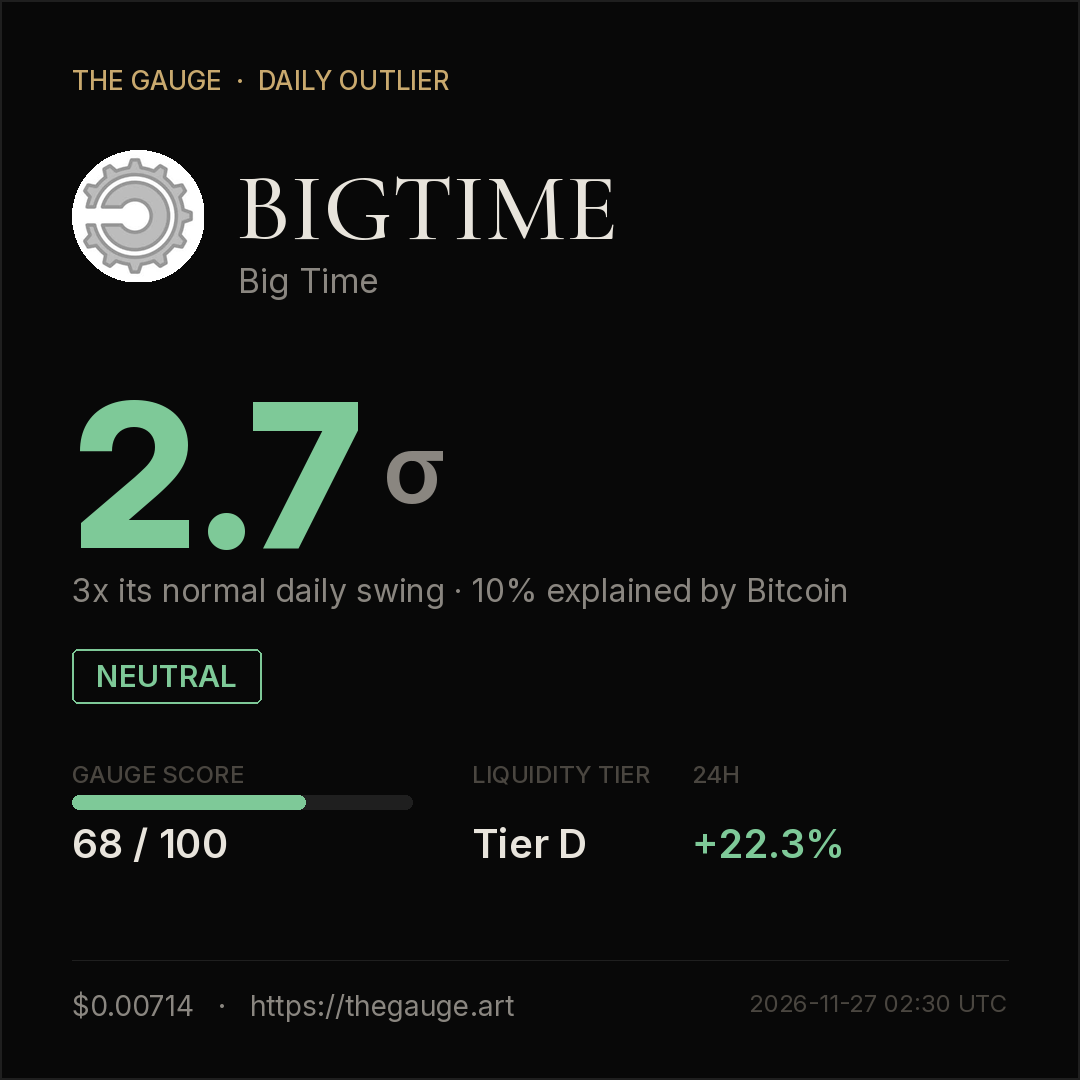 THE GAUGE · DAILY OUTLIER
BIGTIME
Big Time
2.7σ
3x its normal daily swing · 10% explained by Bitcoin
NEUTRAL
GAUGE SCORE LIQUIDITY TIER 24H
68 / 100 Tier D +22.3%
$0.00714 · https://thegauge.art 2026-11-27 02:30 UTC